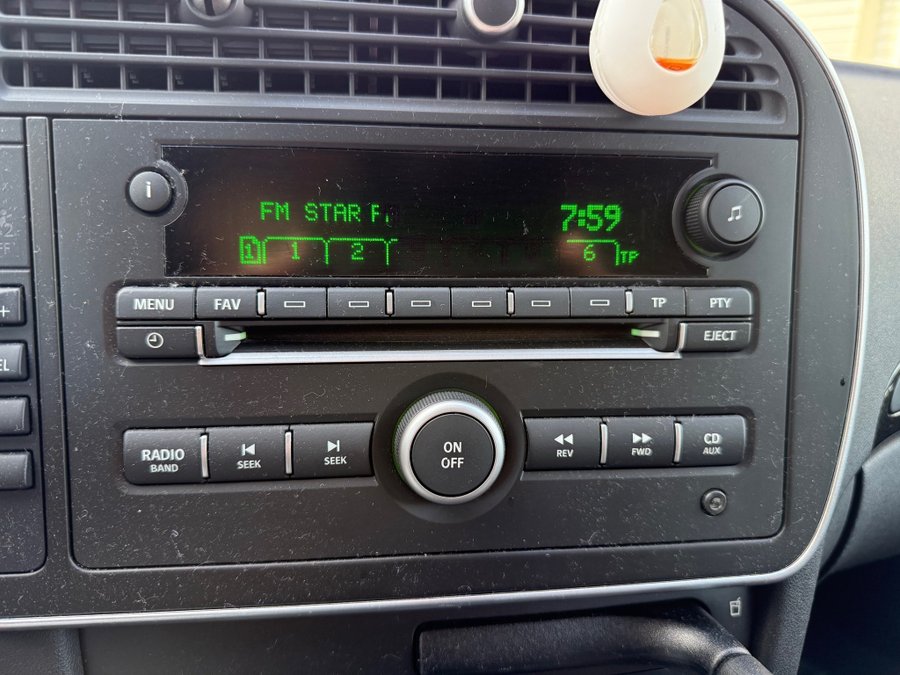 i
FM STAR
7:59
1 1 2 6 TP
MENU FAV TP PTY
EJECT
RADIO BAND
SEEK
SEEK
ON OFF
REV
FWD
CD AUX